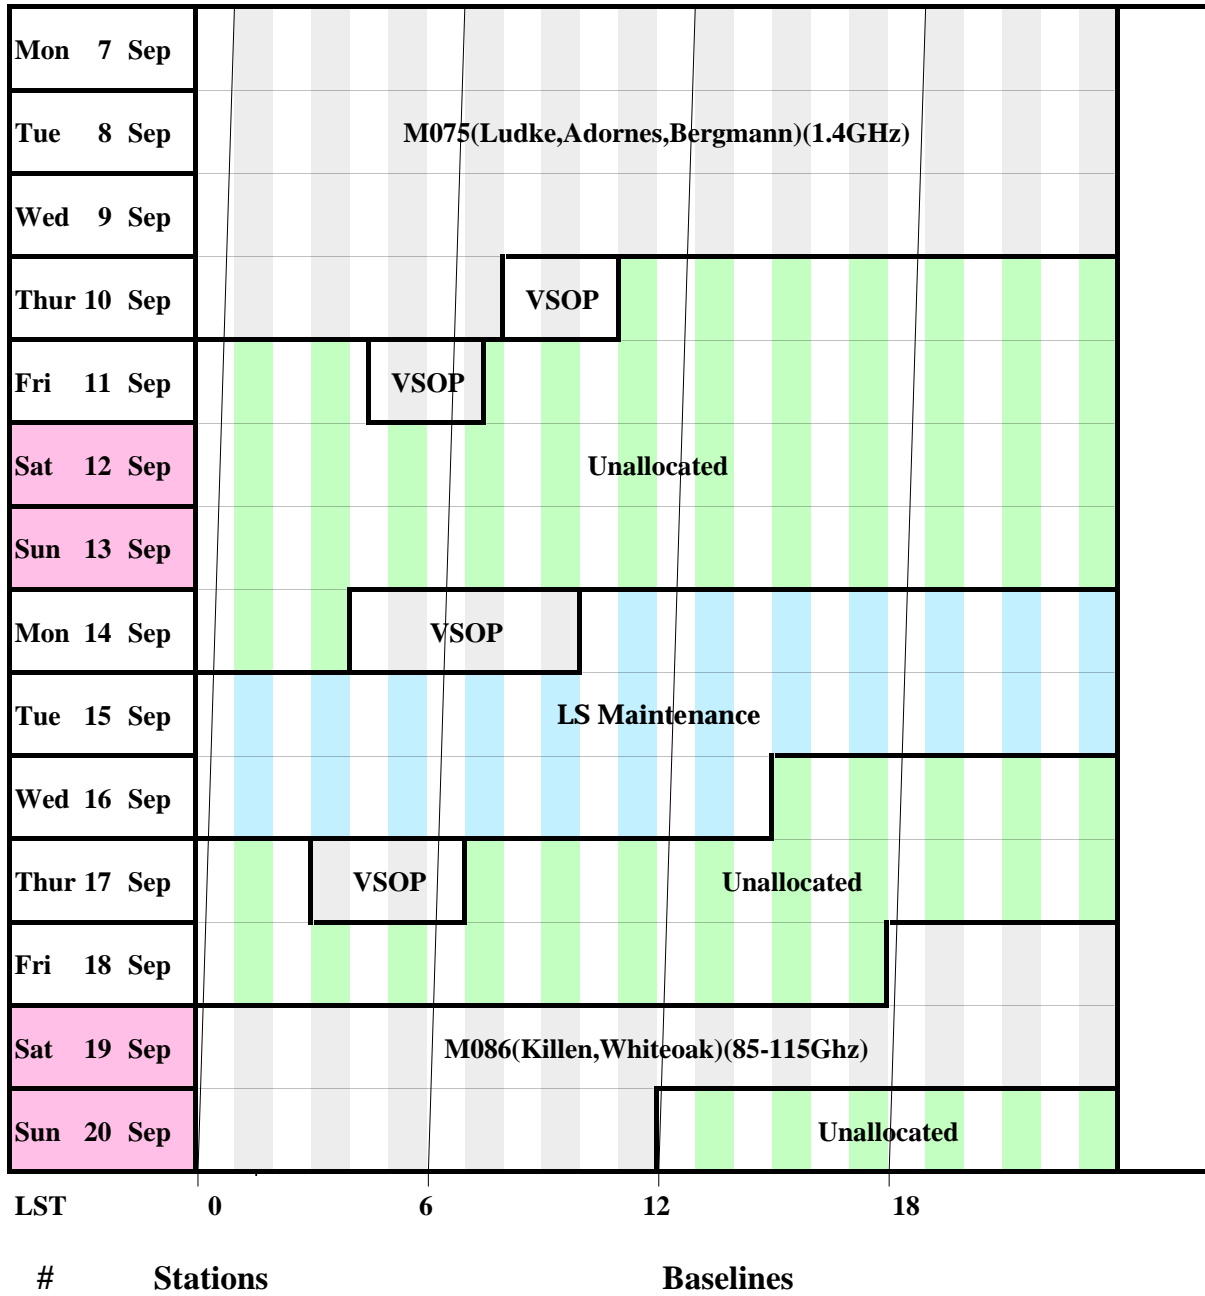 Mon 7 Sep
Tue 8 Sep
M075(Ludke,Adornes,Bergmann)(1.4GHz)
Wed 9 Sep
Thur 10 Sep
VSOP
Fri 11 Sep
VSOP
Sat 12 Sep
Unallocated
Sun 13 Sep
Mon 14 Sep
VSOP
Tue 15 Sep
LS Maintenance
Wed 16 Sep
Thur 17 Sep
VSOP
Unallocated
Fri 18 Sep
Sat 19 Sep
M086(Killen,Whiteoak)(85-115Ghz)
Sun 20 Sep
Unallocated
LST 0 6 12 18
# Stations Baselines